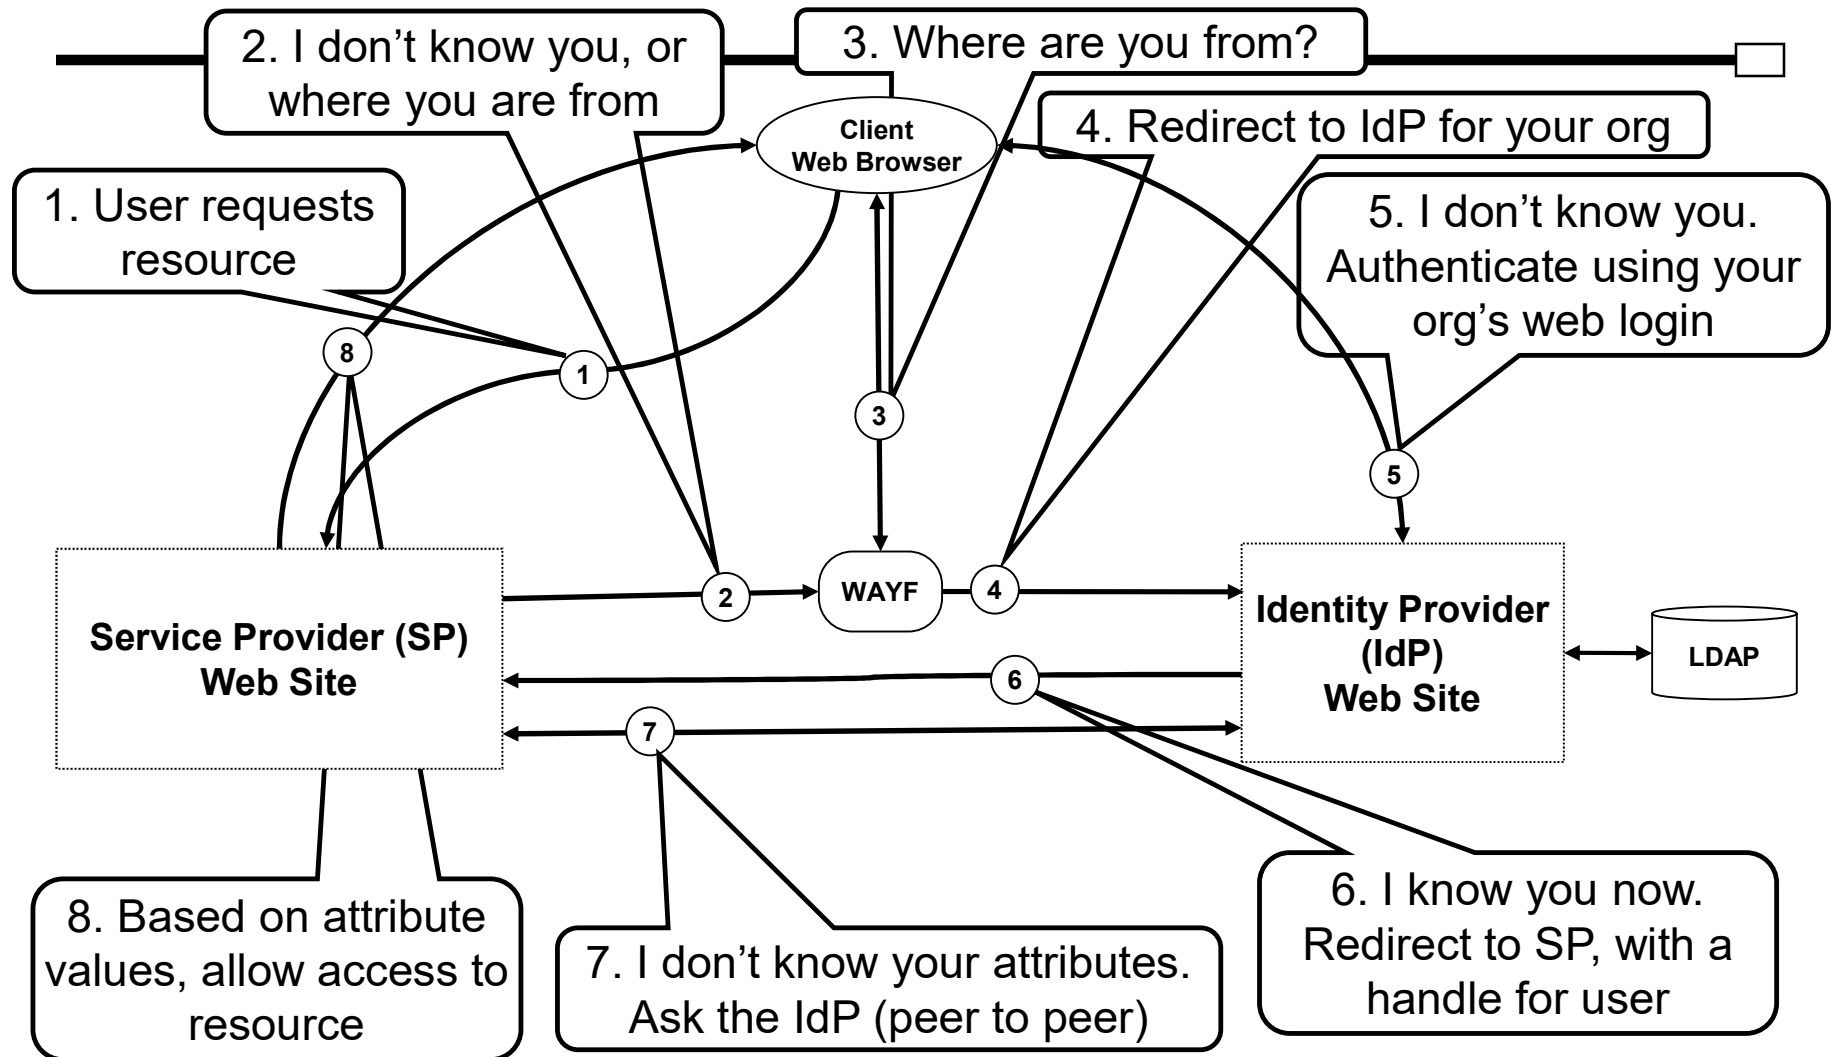 2. I don’t know you, or
where you are from
3. Where are you from?
Client
Web Browser
4. Redirect to IdP for your org
1. User requests
resource
5. I don’t know you.
Authenticate using your
org’s web login
8
1
3
5
2
WAYF
4
Service Provider (SP)
Web Site
Identity Provider
(IdP)
Web Site
LDAP
6
7
8. Based on attribute
values, allow access to
resource
7. I don’t know your attributes.
Ask the IdP (peer to peer)
6. I know you now.
Redirect to SP, with a
handle for user